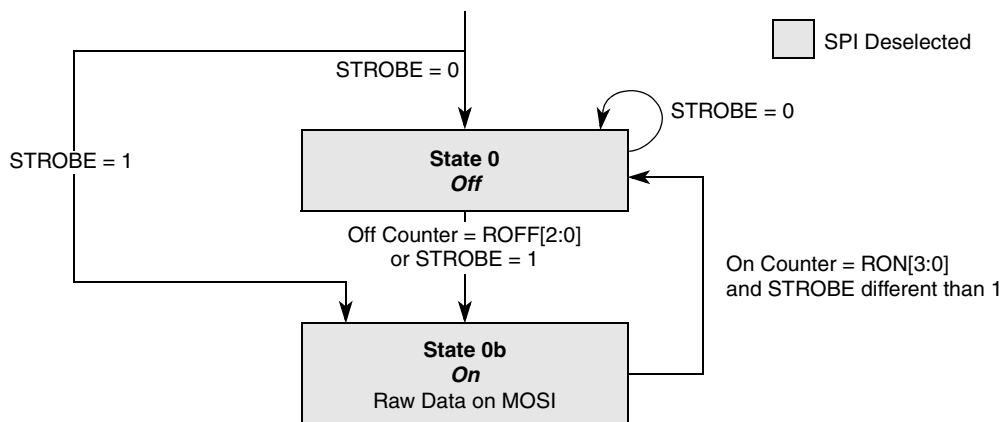 SPI Deselected
STROBE = 0
STROBE = 0
STROBE = 1
State 0
Off
Off Counter = ROFF[2:0]
or STROBE = 1
On Counter = RON[3:0]
and STROBE different than 1
State 0b
On
Raw Data on MOSI